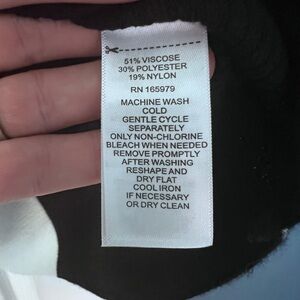 51% VISCOSE
30% POLYESTER
19% NYLON
RN 165979
MACHINE WASH
COLD
GENTLE CYCLE
SEPARATELY
ONLY NON-CHLORINE
BLEACH WHEN NEEDED
REMOVE PROMPTLY
AFTER WASHING
RESHAPE AND
DRY FLAT
COOL IRON
IF NECESSARY
OR DRY CLEAN